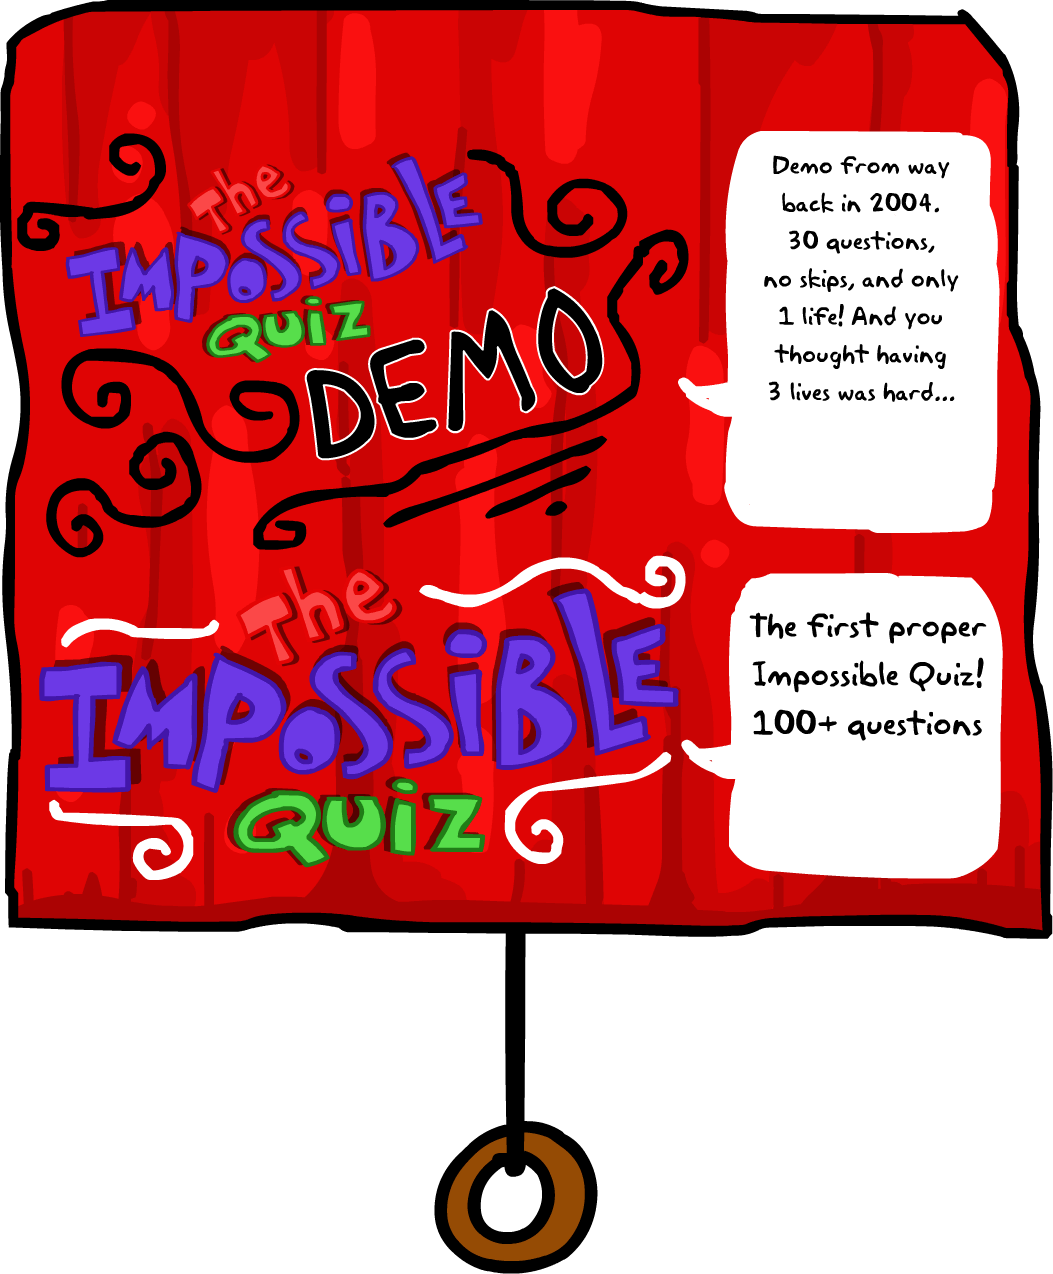 The
IMPOSSiBLE
QUiZ
DEMO
Demo from way
back in 2004.
30 questions,
no skips, and only
1 life! And you
thought having
3 lives was hard...
The
IMPOSSiBLE
QUiZ
The first proper
Impossible Quiz!
100+ questions